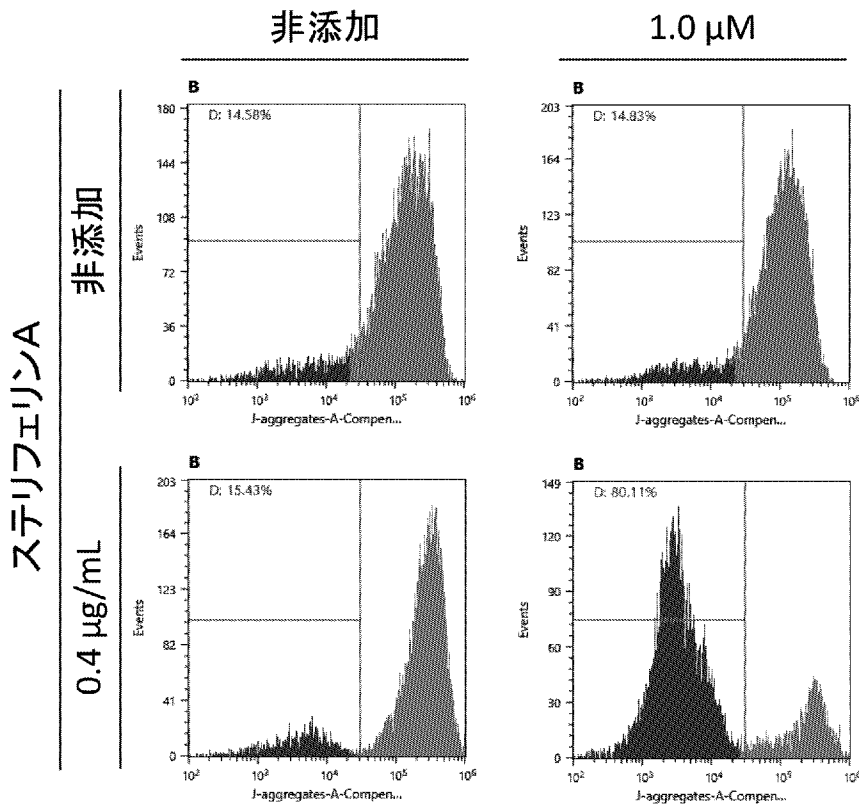 非添加
1.0 µM
ステリフェリンA
非添加
0.4 µg/mL
B
D: 14.58%
180
144
108
72
36
0
Events
10²
10³
10⁴
10⁵
10⁶
J-aggregates-A-Compen...
B
D: 14.83%
203
164
123
82
41
0
Events
10²
10³
10⁴
10⁵
10⁶
J-aggregates-A-Compen...
B
D: 15.43%
203
164
123
82
41
0
Events
10²
10³
10⁴
10⁵
10⁶
J-aggregates-A-Compen...
B
D: 80.11%
149
120
90
60
30
0
Events
10²
10³
10⁴
10⁵
10⁶
J-aggregates-A-Compen...